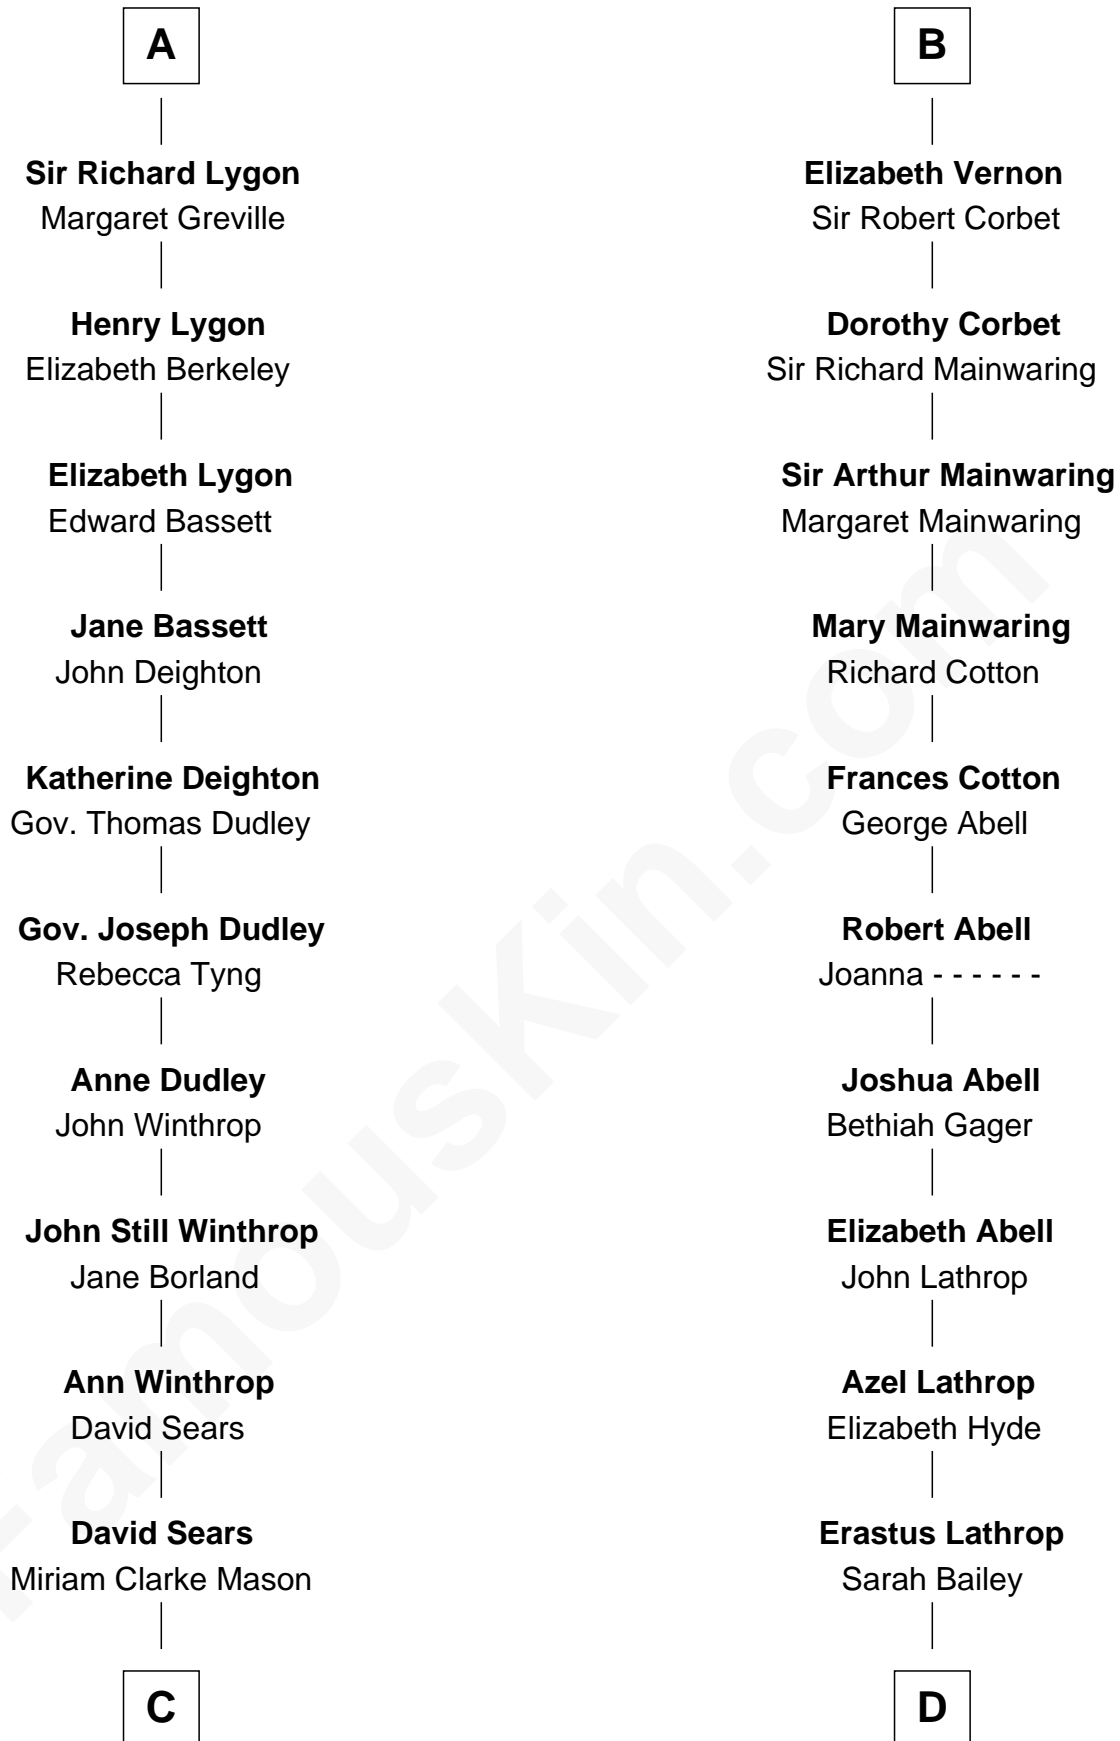 A
Sir Richard Lygon
Margaret Greville
Henry Lygon
Elizabeth Berkeley
Elizabeth Lygon
Edward Bassett
Jane Bassett
John Deighton
Katherine Deighton
Gov. Thomas Dudley
Gov. Joseph Dudley
Rebecca Tyng
Anne Dudley
John Winthrop
John Still Winthrop
Jane Borland
Ann Winthrop
David Sears
David Sears
Miriam Clarke Mason
C
B
Elizabeth Vernon
Sir Robert Corbet
Dorothy Corbet
Sir Richard Mainwaring
Sir Arthur Mainwaring
Margaret Mainwaring
Mary Mainwaring
Richard Cotton
Frances Cotton
George Abell
Robert Abell
Joanna - - - - - -
Joshua Abell
Bethiah Gager
Elizabeth Abell
John Lathrop
Azel Lathrop
Elizabeth Hyde
Erastus Lathrop
Sarah Bailey
D
FamousKin.com